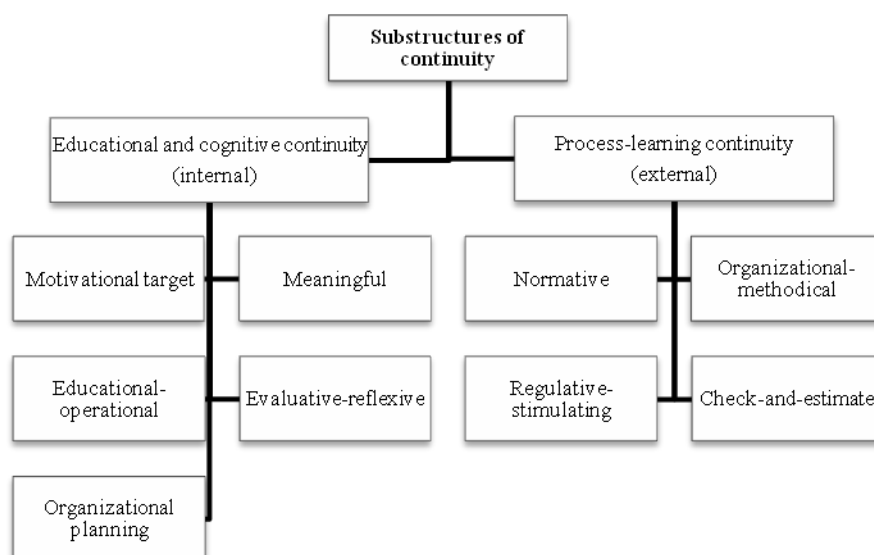 Substructures of
continuity
Educational and cognitive continuity
(internal)
Process-learning continuity
(external)
Motivational target
Meaningful
Normative
Organizational-
methodical
Educational-
operational
Evaluative-reflexive
Regulative-
stimulating
Check-and-estimate
Organizational
planning